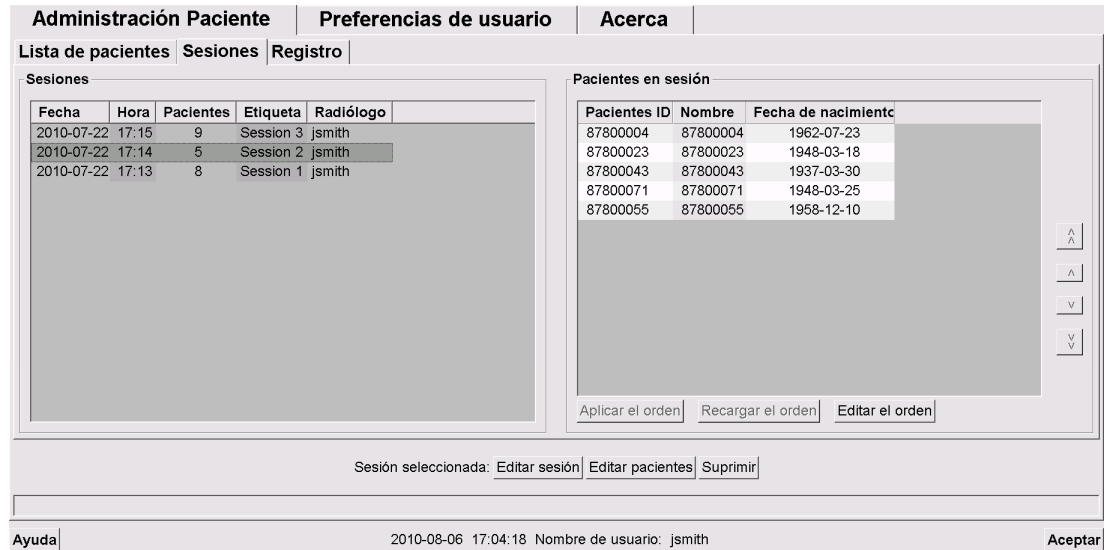 Administración Paciente Preferencias de usuario Acerca
Lista de pacientes Sesiones Registro
Sesiones
Fecha Hora Pacientes Etiqueta Radiólogo
2010-07-22 17:15 9 Session 3 jsmith
2010-07-22 17:14 5 Session 2 jsmith
2010-07-22 17:13 8 Session 1 jsmith
Pacientes en sesión
Pacientes ID Nombre Fecha de nacimiento
87800004 87800004 1962-07-23
87800023 87800023 1948-03-18
87800043 87800043 1937-03-30
87800071 87800071 1948-03-25
87800055 87800055 1958-12-10
Aplicar el orden Recargar el orden Editar el orden
Sesión seleccionada: Editar sesión Editar pacientes Suprimir
Ayuda 2010-08-06 17:04:18 Nombre de usuario: jsmith Aceptar